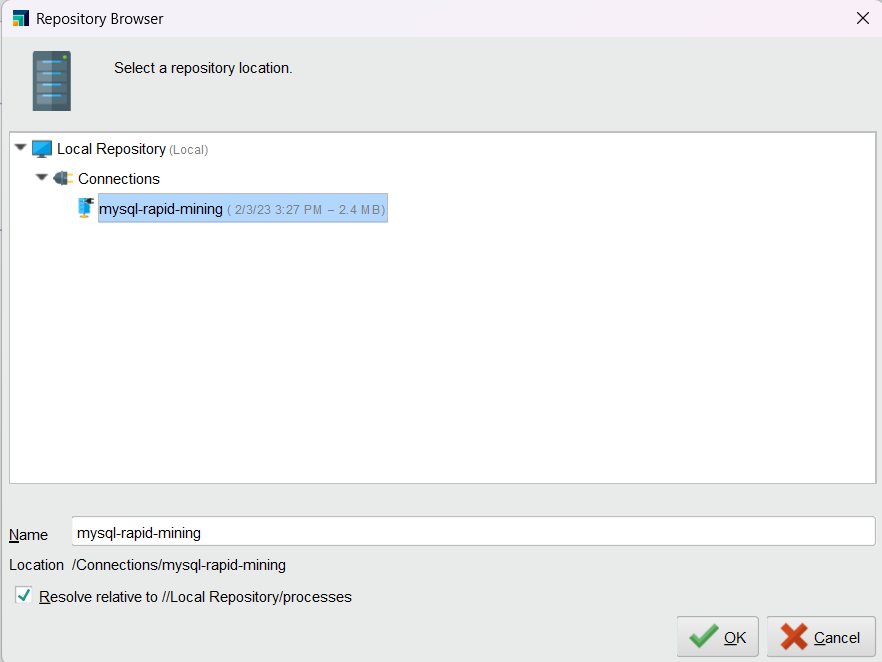 Repository Browser
Select a repository location.
Local Repository (Local)
Connections
mysql-rapid-mining ( 2/3/23 3:27 PM – 2.4 MB)
Name mysql-rapid-mining
Location /Connections/mysql-rapid-mining
Resolve relative to //Local Repository/processes
OK Cancel